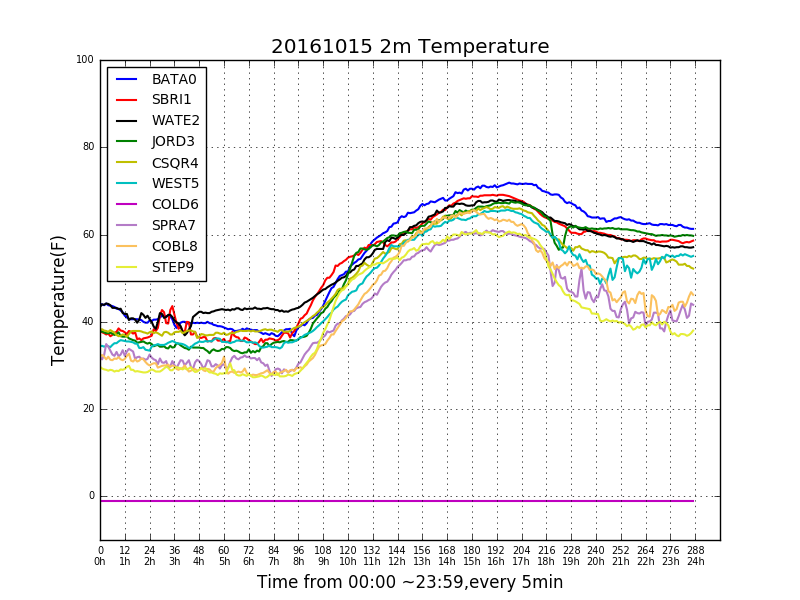 20161015 2m Temperature
100
80
60
40
20
0
Temperature(F)
BATA0
SBRI1
WATE2
JORD3
CSQR4
WEST5
COLD6
SPRA7
COBL8
STEP9
0 12 24 36 48 60 72 84 96 108 120 132 144 156 168 180 192 204 216 228 240 252 264 276 288
0h 1h 2h 3h 4h 5h 6h 7h 8h 9h 10h 11h 12h 13h 14h 15h 16h 17h 18h 19h 20h 21h 22h 23h 24h
Time from 00:00 ~23:59,every 5min